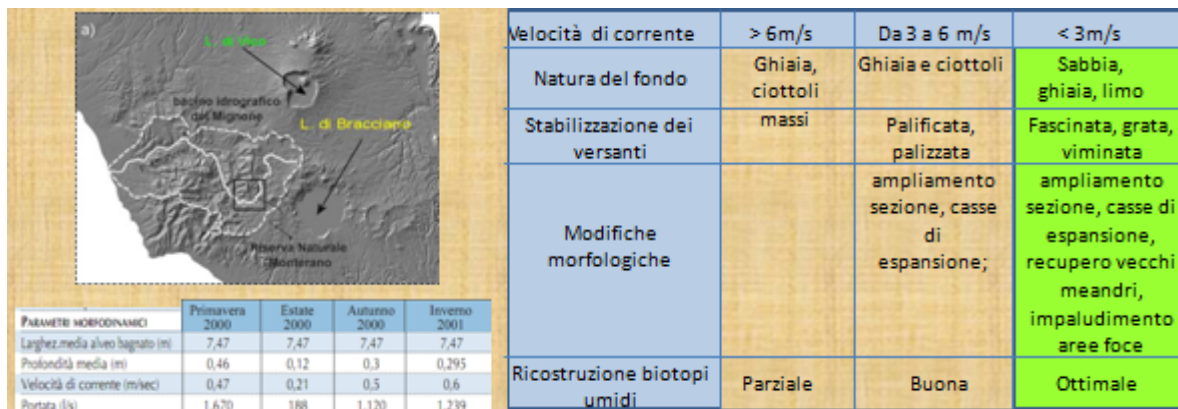 a)
L. di Vico
bacino idrografico
del Mignone
L. di Bracciano
Riserva Naturale
Monterano
PARAMETRI MORFODINAMICI Primavera 2000 Estate 2000 Autunno 2000 Inverno 2001
Larghez.media alveo bagnato (m) 7,47 7,47 7,47 7,47
Profondità media (m) 0,46 0,12 0,3 0,295
Velocità di corrente (m/sec) 0,47 0,21 0,5 0,6
Portata (l/s) 1.670 188 1.120 1.239
Velocità di corrente > 6m/s Da 3 a 6 m/s < 3m/s
Natura del fondo
Ghiaia,
ciottoli
massi
Ghiaia e ciottoli
Sabbia,
ghiaia, limo
Stabilizzazione dei
versanti
Palificata,
palizzata
Fascinata, grata,
viminata
Modifiche
morfologiche
ampliamento
sezione, casse
di
espansione;
ampliamento
sezione, casse di
espansione,
recupero vecchi
meandri,
impaludimento
aree foce
Ricostruzione biotopi
umidi
Parziale
Buona
Ottimale